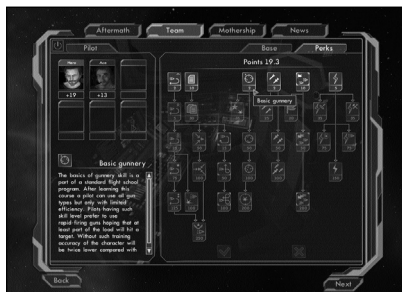 Aftermath Team Mothership News
Pilot
Base Perks
Points 19.3
Hero Ace
+19 +13
Basic gunnery
Basic gunnery
The basics of gunnery skill is a
part of a standard flight school
program. After learning this
course a pilot can use all gun
types but only with limited
efficiency. Pilots having such
skill level prefer to use
rapid-firing guns hoping that at
least part of the load will hit a
target. Without such training
accuracy of the character will
be twice lower compared with
Back Next